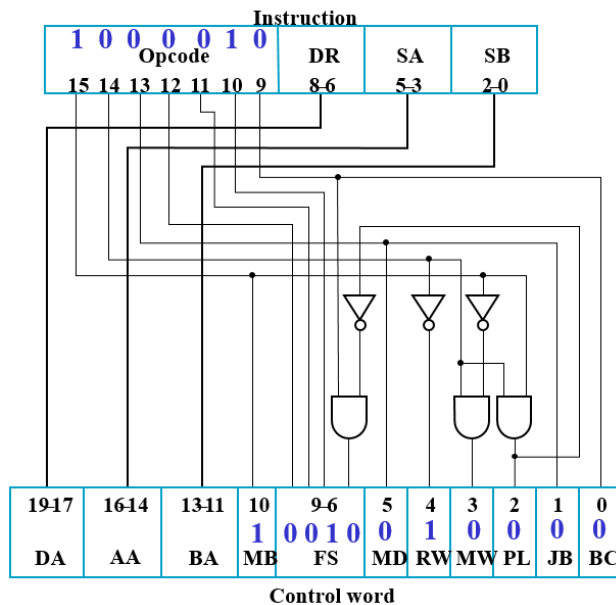 Instruction
1 0 0 0 0 1 0
Opcode DR SA SB
15 14 13 12 11 10 9 8-6 5-3 2-0
19-17 16-14 13-11 10 9-6 5 4 3 2 1 0
1 0 0 1 0 0 1 0 0 0 0
DA AA BA MB FS MD RW MW PL JB BC
Control word